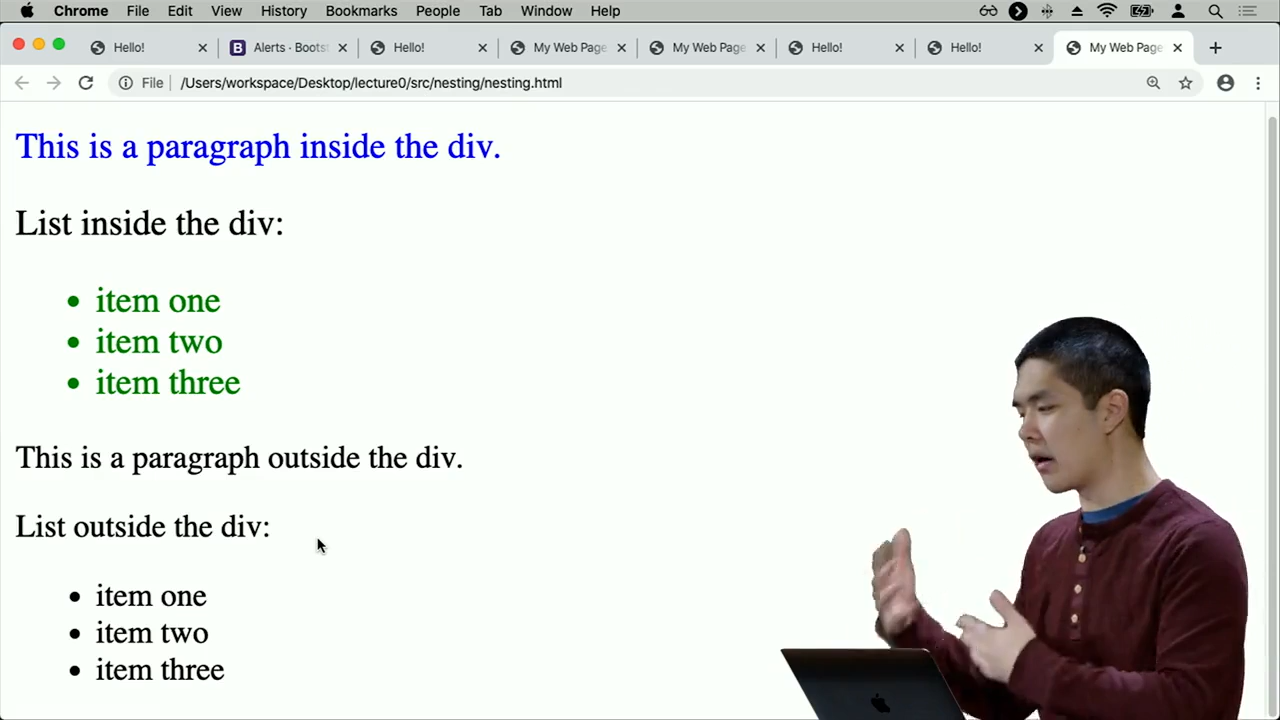 Chrome File Edit View History Bookmarks People Tab Window Help
Hello! Alerts · Bootst Hello! My Web Page My Web Page Hello! Hello! My Web Page
File /Users/workspace/Desktop/lecture0/src/nesting/nesting.html
This is a paragraph inside the div.
List inside the div:
• item one
• item two
• item three
This is a paragraph outside the div.
List outside the div:
• item one
• item two
• item three